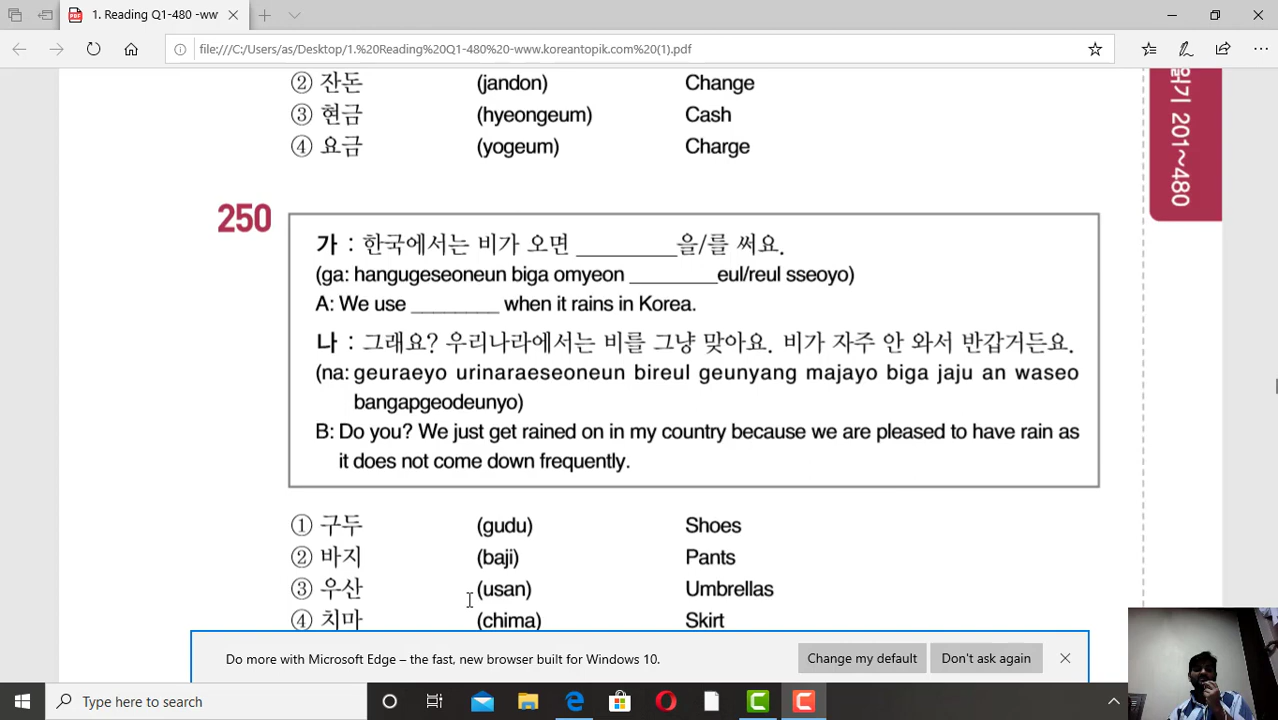 1. Reading Q1-480 -ww
file:///C:/Users/as/Desktop/1.%20Reading%20Q1-480%20-www.koreantopik.com%20(1).pdf
② 잔돈 (jandon) Change
③ 현금 (hyeongeum) Cash
④ 요금 (yogeum) Charge
읽기 201~480
250
가 : 한국에서는 비가 오면 _________을/를 써요.
(ga: hangugeseoneun biga omyeon ________eul/reul sseoyo)
A: We use ________ when it rains in Korea.
나 : 그래요? 우리나라에서는 비를 그냥 맞아요. 비가 자주 안 와서 반갑거든요.
(na: geuraeyo urinaraeseoneun bireul geunyang majayo biga jaju an waseo
bangapgeodeunyo)
B: Do you? We just get rained on in my country because we are pleased to have rain as
it does not come down frequently.
① 구두 (gudu) Shoes
② 바지 (baji) Pants
③ 우산 (usan) Umbrellas
④ 치마 (chima) Skirt
Do more with Microsoft Edge – the fast, new browser built for Windows 10.
Change my default
Don't ask again
Type here to search